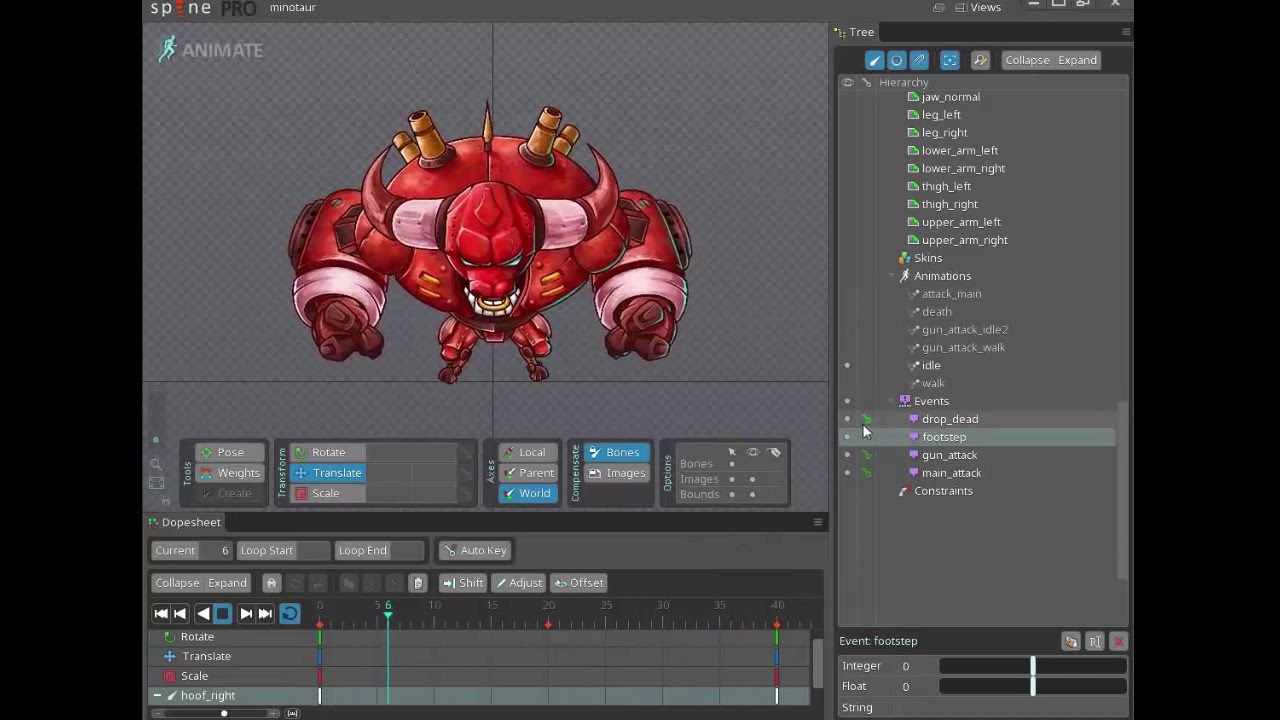 spine PRO minotaur
Views
ANIMATE
Tree
Collapse Expand
Hierarchy
jaw_normal
leg_left
leg_right
lower_arm_left
lower_arm_right
thigh_left
thigh_right
upper_arm_left
upper_arm_right
Skins
Animations
attack_main
death
gun_attack_idle2
gun_attack_walk
idle
walk
Events
drop_dead
footstep
gun_attack
main_attack
Constraints
Tools
Pose
Weights
Create
Transform
Rotate
Translate
Scale
Axes
Local
Parent
World
Compensate
Bones
Images
Options
Bones
Images
Bounds
Dopesheet
Current 6 Loop Start Loop End Auto Key
Collapse Expand Shift Adjust Offset
0 5 6 10 15 20 25 30 35 40
Rotate
Translate
Scale
hoof_right
Event: footstep
Integer 0
Float 0
String